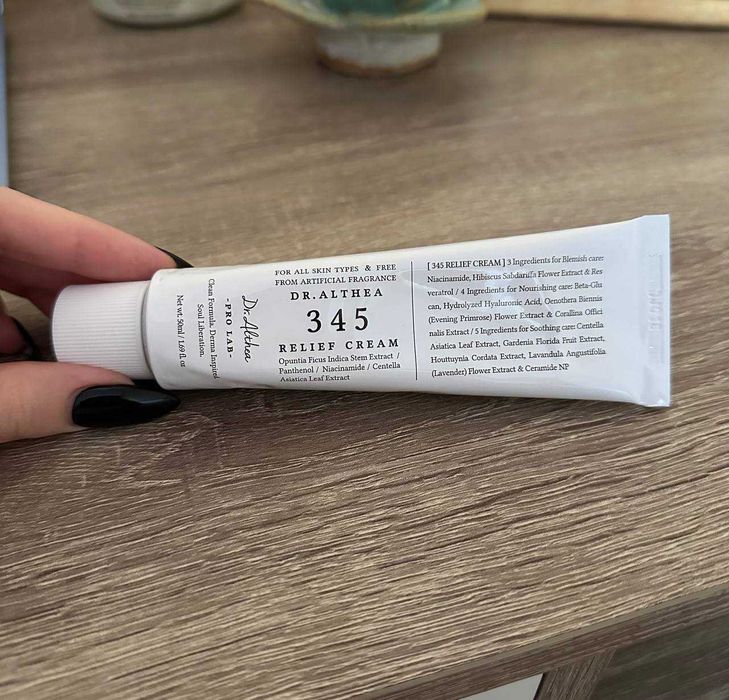 Dr.Althea
-PRO LAB-
Clean Formula, Derma Inspired
Soul Liberation.
Net wt. 50ml / 1.69 fl. oz
FOR ALL SKIN TYPES & FREE
FROM ARTIFICIAL FRAGRANCE
DR.ALTHEA
345
RELIEF CREAM
Opuntia Ficus Indica Stem Extract /
Panthenol / Niacinamide / Centella
Asiatica Leaf Extract
[ 345 RELIEF CREAM ] 3 Ingredients for Blemish care:
Niacinamide, Hibiscus Sabdariffa Flower Extract & Res
veratrol / 4 Ingredients for Nourishing care: Beta-Glu
can, Hydrolyzed Hyaluronic Acid, Oenothera Biennis
(Evening Primrose) Flower Extract & Corallina Offici
nalis Extract / 5 Ingredients for Soothing care: Centella
Asiatica Leaf Extract, Gardenia Florida Fruit Extract,
Houttuynia Cordata Extract, Lavandula Angustifolia
(Lavender) Flower Extract & Ceramide NP